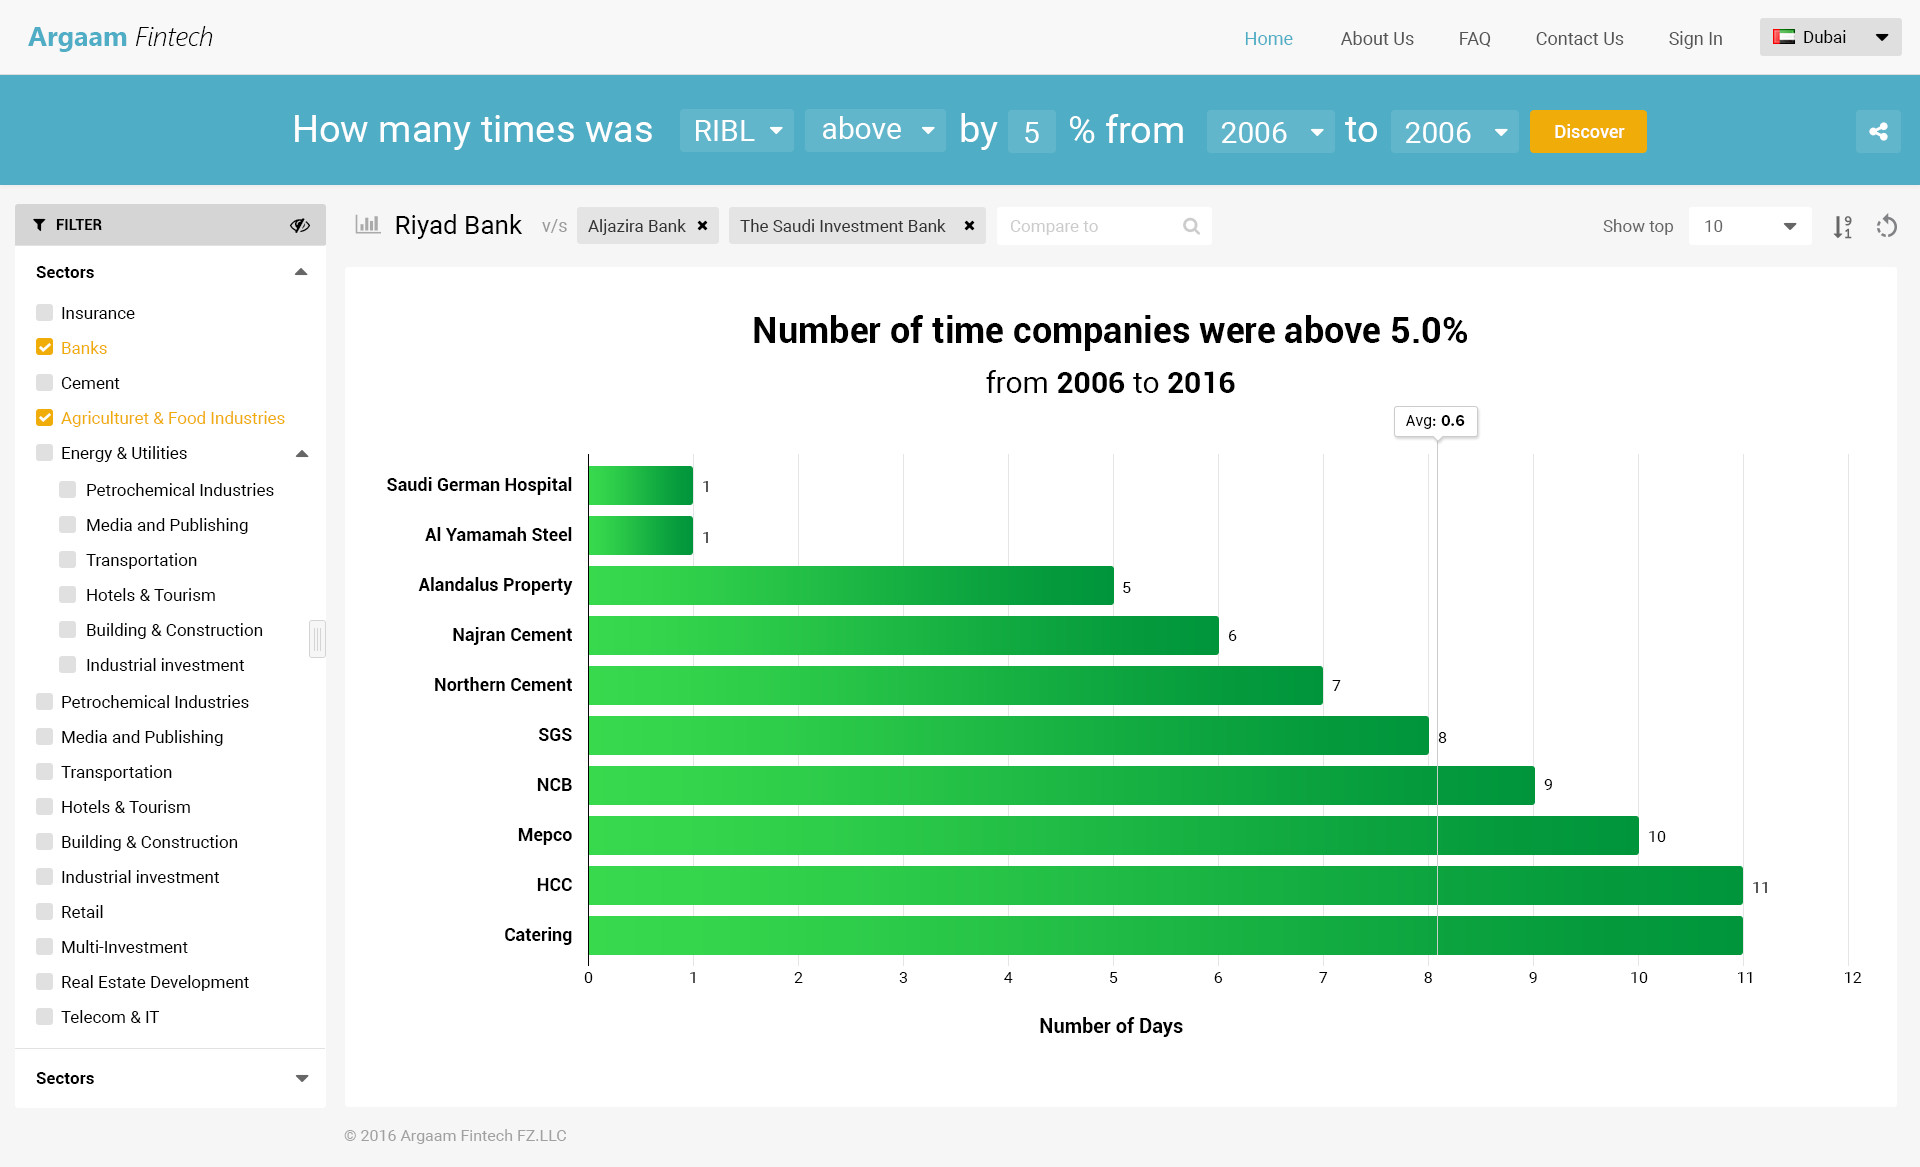 Argaam Fintech
Home About Us FAQ Contact Us Sign In Dubai
How many times was RIBL above by 5 % from 2006 to 2006 Discover
FILTER
Sectors
Insurance
Banks
Cement
Agriculturet & Food Industries
Energy & Utilities
Petrochemical Industries
Media and Publishing
Transportation
Hotels & Tourism
Building & Construction
Industrial investment
Petrochemical Industries
Media and Publishing
Transportation
Hotels & Tourism
Building & Construction
Industrial investment
Retail
Multi-Investment
Real Estate Development
Telecom & IT
Sectors
Riyad Bank v/s Aljazira Bank The Saudi Investment Bank Compare to Show top 10 9 1
Number of time companies were above 5.0%
from 2006 to 2016
Avg: 0.6
Saudi German Hospital 1
Al Yamamah Steel 1
Alandalus Property 5
Najran Cement 6
Northern Cement 7
SGS 8
NCB 9
Mepco 10
HCC 11
Catering
0 1 2 3 4 5 6 7 8 9 10 11 12
Number of Days
© 2016 Argaam Fintech FZ.LLC